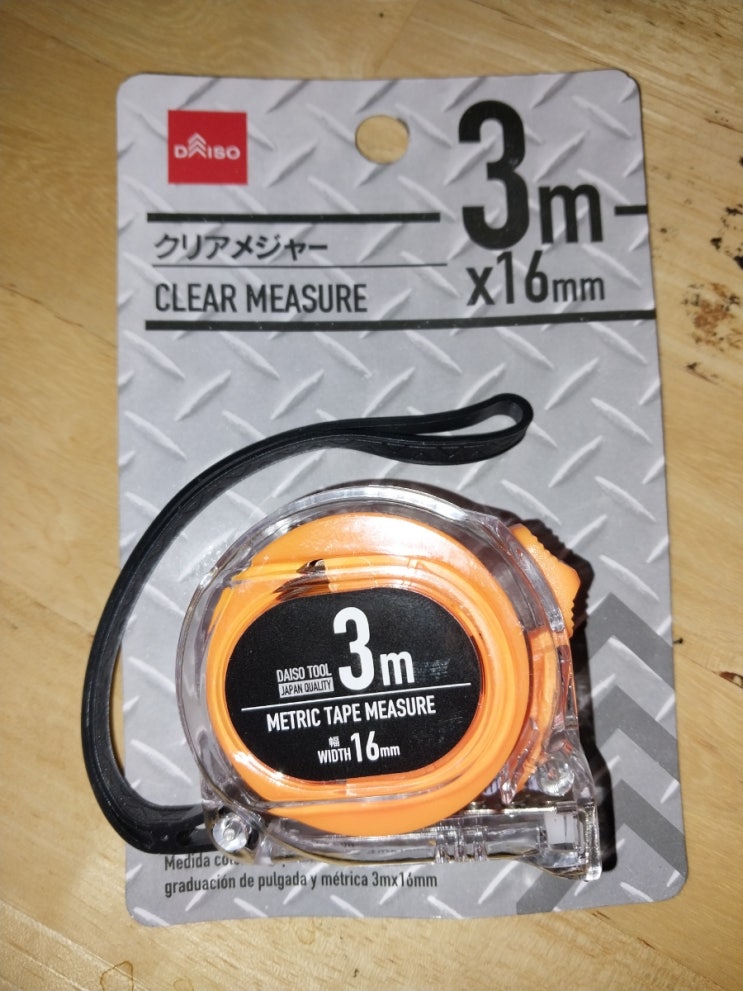 DAISO
3m
x16mm
クリアメジャー
CLEAR MEASURE
DAISO TOOL
JAPAN QUALITY
3m
METRIC TAPE MEASURE
幅
WIDTH 16mm
Medida
graduación de pulgada y métrica 3mx16mm